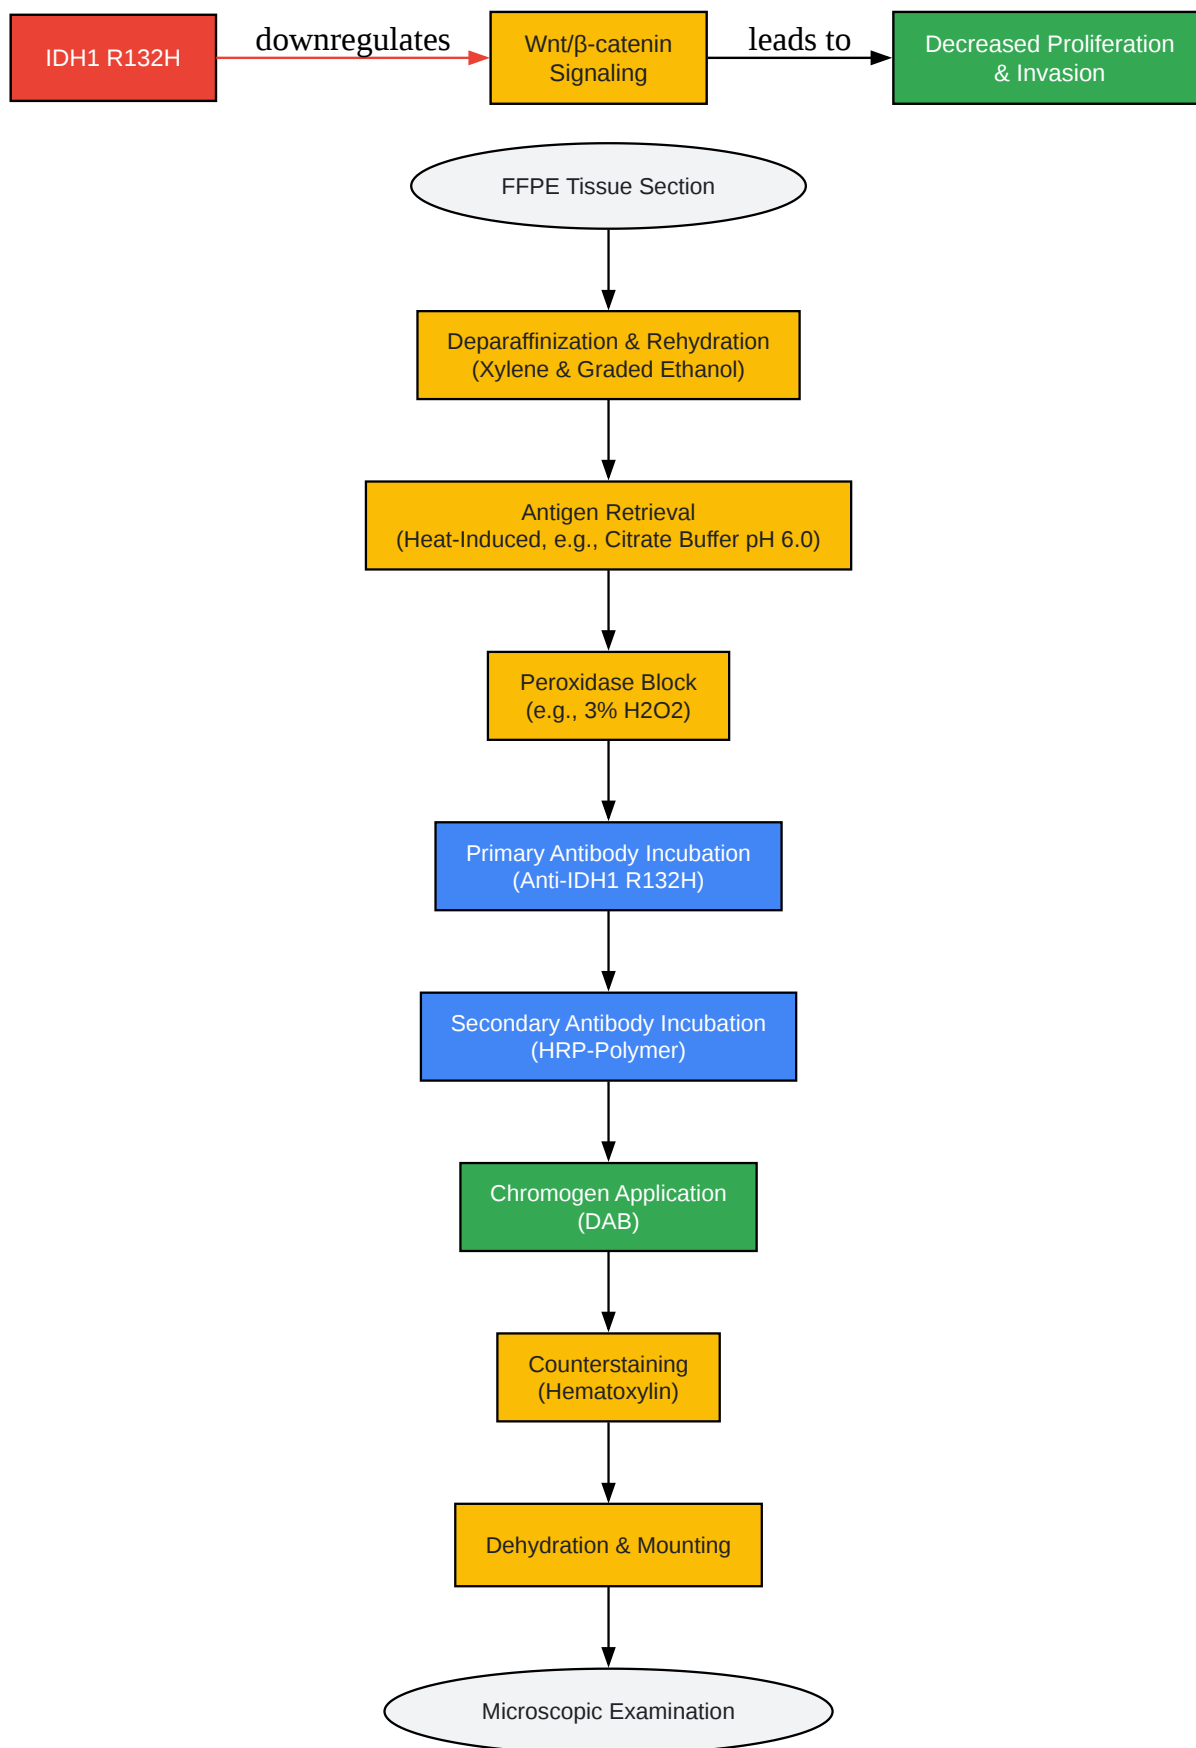 IDH1 R132H
downregulates
Wnt/β-catenin
Signaling
leads to
Decreased Proliferation
& Invasion
FFPE Tissue Section
Deparaffinization & Rehydration
(Xylene & Graded Ethanol)
Antigen Retrieval
(Heat-Induced, e.g., Citrate Buffer pH 6.0)
Peroxidase Block
(e.g., 3% H2O2)
Primary Antibody Incubation
(Anti-IDH1 R132H)
Secondary Antibody Incubation
(HRP-Polymer)
Chromogen Application
(DAB)
Counterstaining
(Hematoxylin)
Dehydration & Mounting
Microscopic Examination